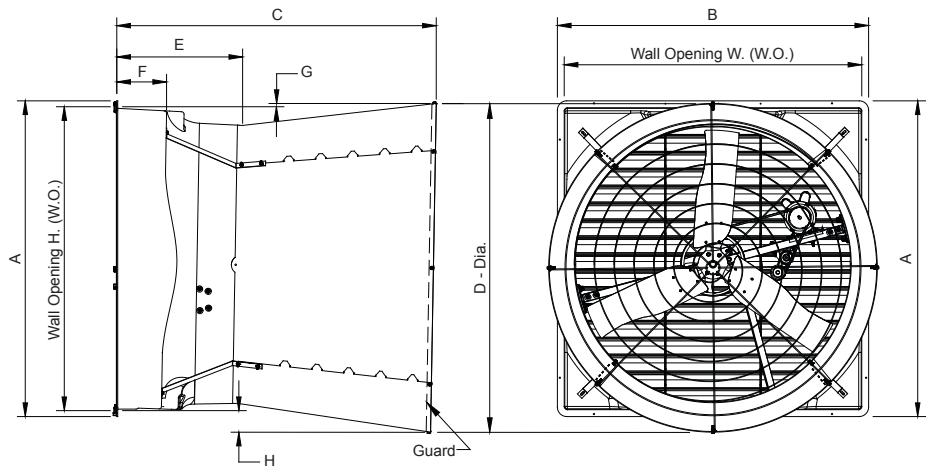 C
B
E
Wall Opening W. (W.O.)
F
G
A
Wall Opening H. (W.O.)
D - Dia.
A
H
Guard